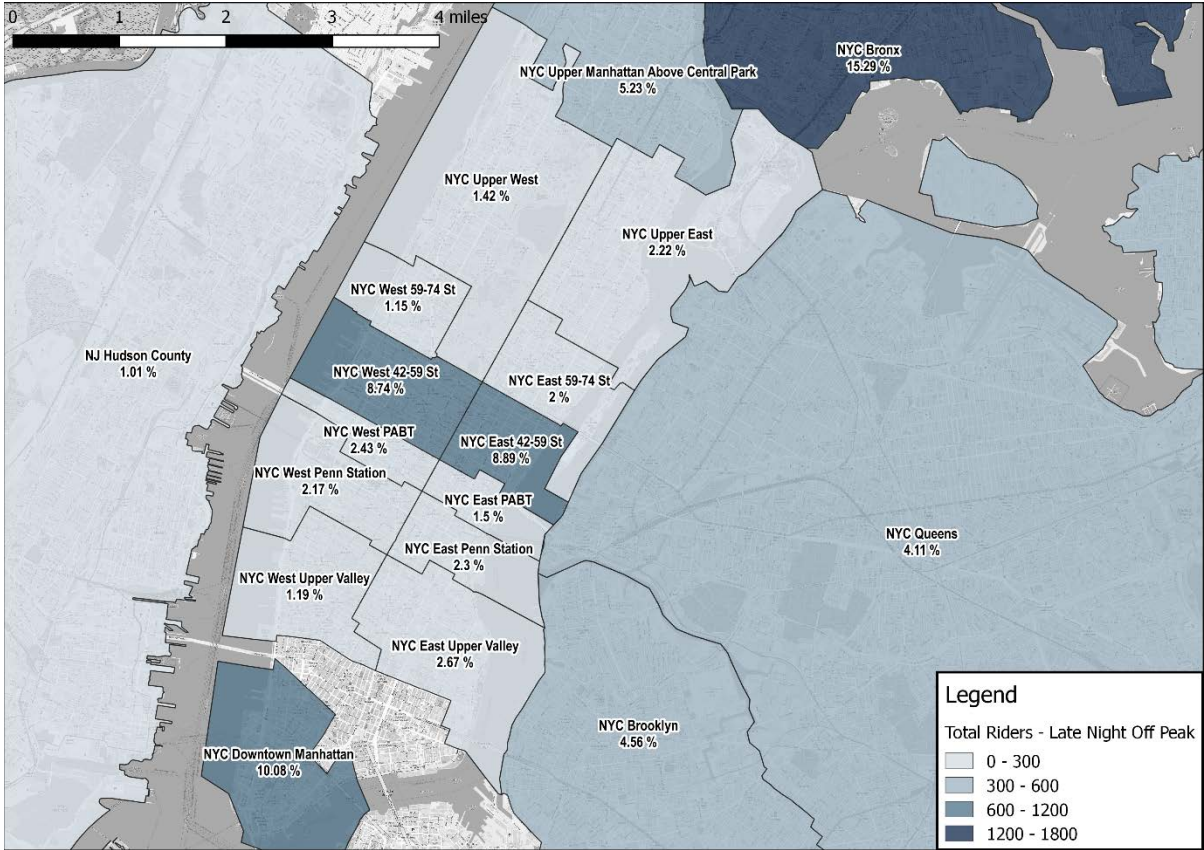 0 1 2 3 4 miles
NYC Bronx
15.29 %
NYC Upper Manhattan Above Central Park
5.23 %
NYC Upper West
1.42 %
NYC Upper East
2.22 %
NYC West 59-74 St
1.15 %
NJ Hudson County
1.01 %
NYC West 42-59 St
8.74 %
NYC East 59-74 St
2 %
NYC West PABT
2.43 %
NYC East 42-59 St
8.89 %
NYC West Penn Station
2.17 %
NYC East PABT
1.5 %
NYC Queens
4.11 %
NYC East Penn Station
2.3 %
NYC West Upper Valley
1.19 %
NYC East Upper Valley
2.67 %
NYC Brooklyn
4.56 %
NYC Downtown Manhattan
10.08 %
Legend
Total Riders - Late Night Off Peak
0 - 300
300 - 600
600 - 1200
1200 - 1800